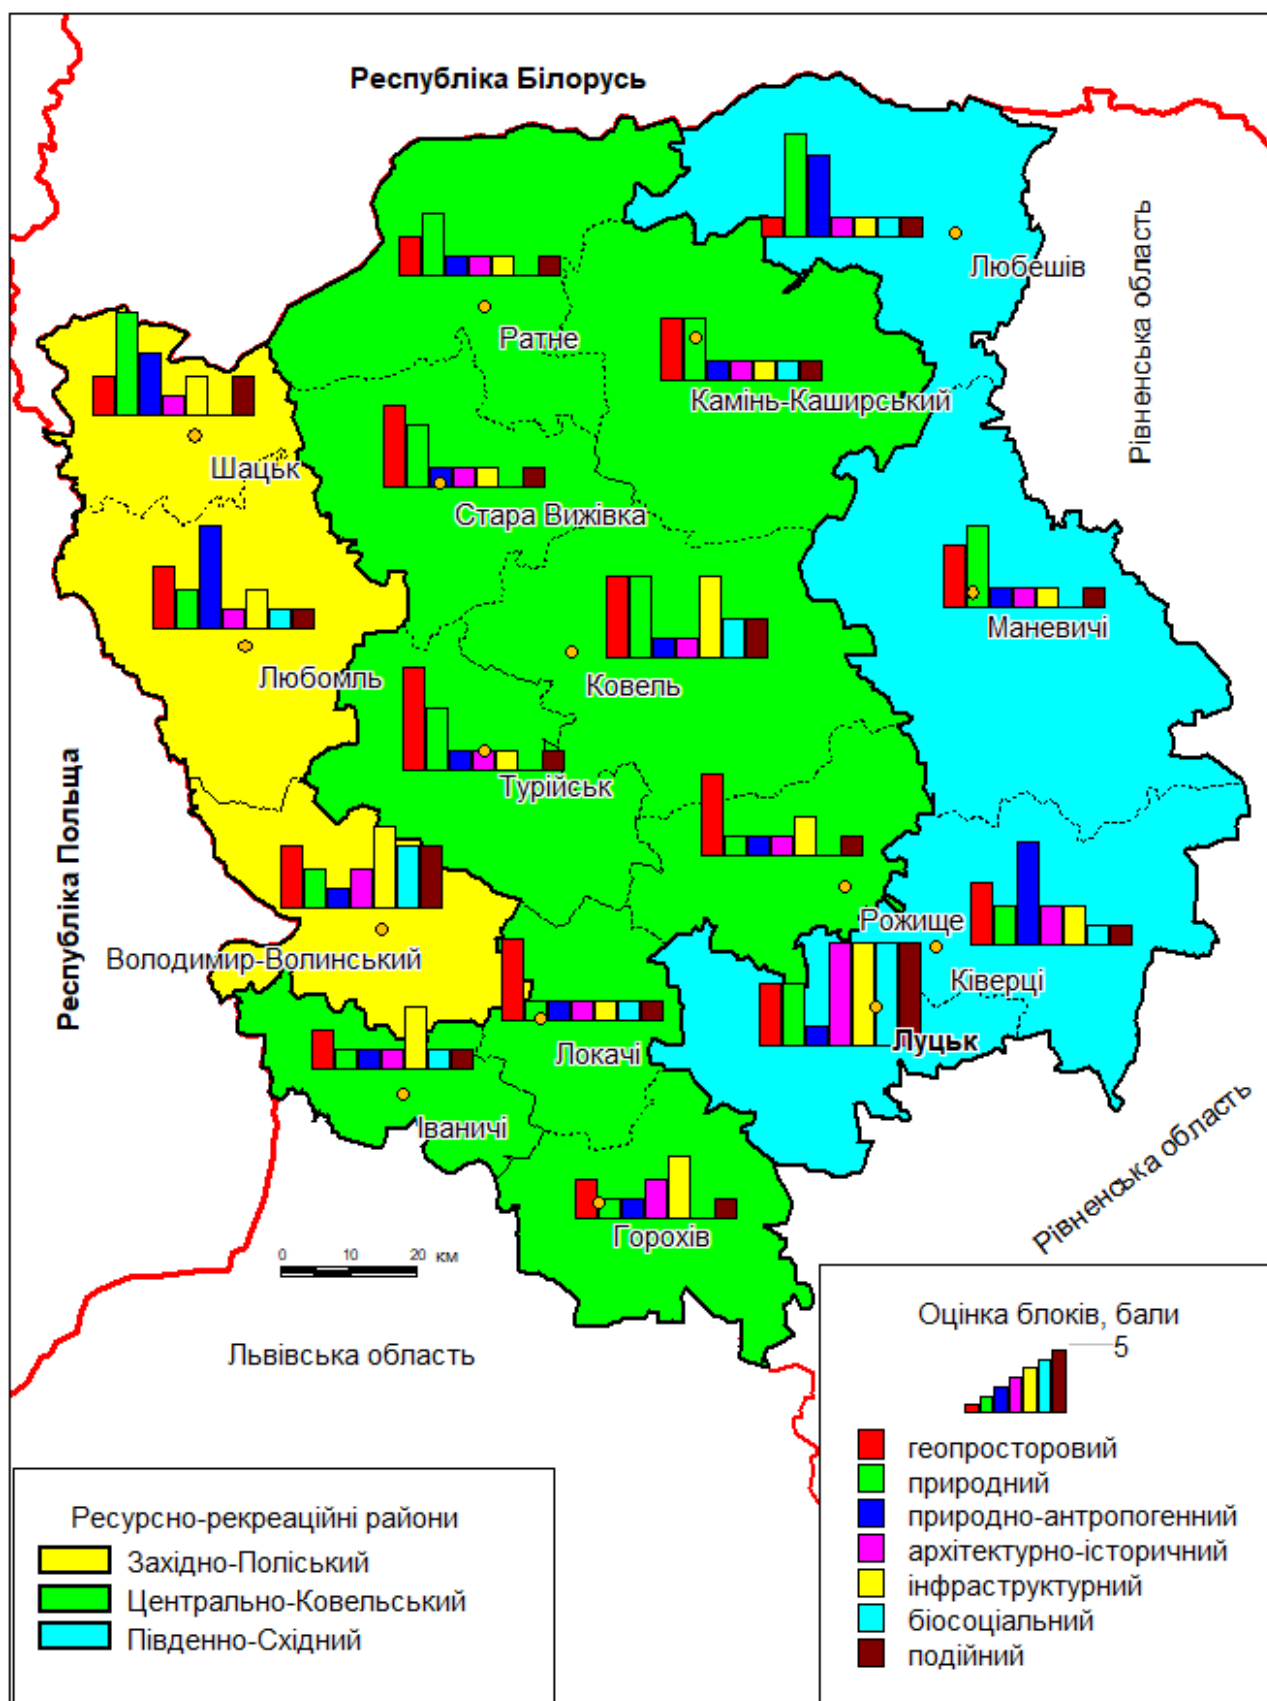 Республіка Білорусь
Рівненська область
Любешів
Ратне
Камінь-Каширський
Шацьк
Стара Вижівка
Маневичі
Любомль
Ковель
Республіка Польща
Турійськ
Рожище
Володимир-Волинський
Ківерці
Луцьк
Локачі
Іваничі
Рівненська область
Горохів
0 10 20 км
Львівська область
Оцінка блоків, бали
5
геопросторовий
природний
природно-антропогенний
архітектурно-історичний
інфраструктурний
біосоціальний
подійний
Ресурсно-рекреаційні райони
Західно-Поліський
Центрально-Ковельський
Південно-Східний